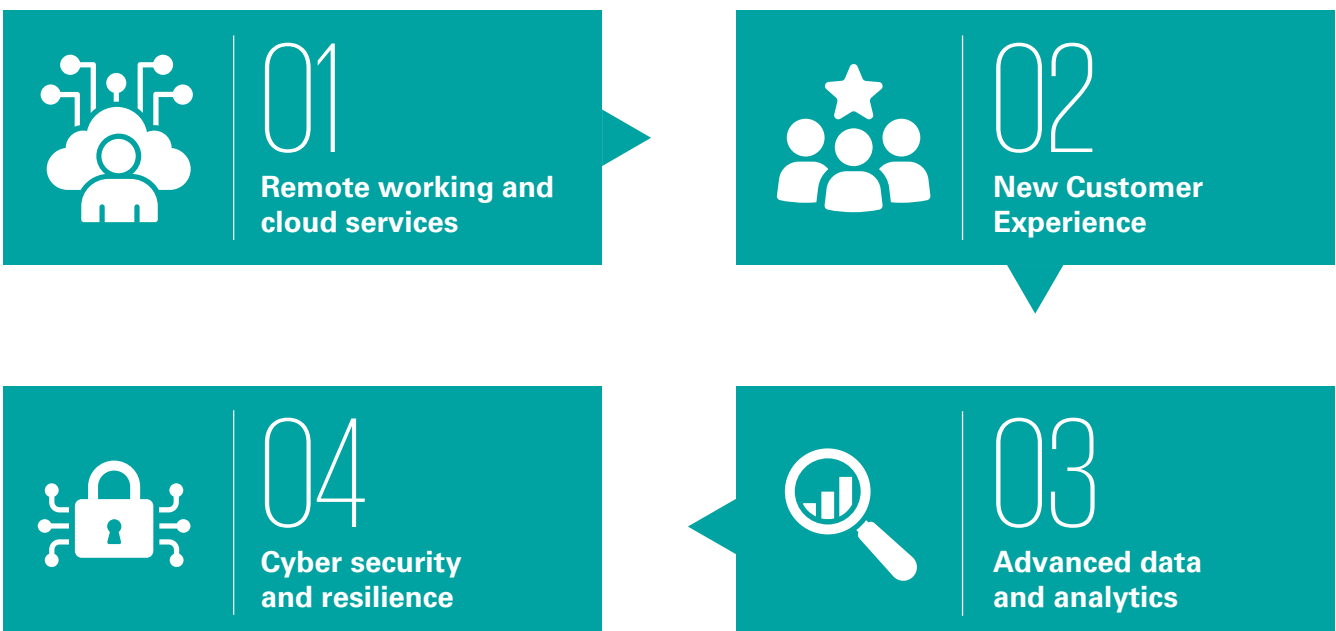 01
Remote working and
cloud services
02
New Customer
Experience
03
Advanced data
and analytics
04
Cyber security
and resilience